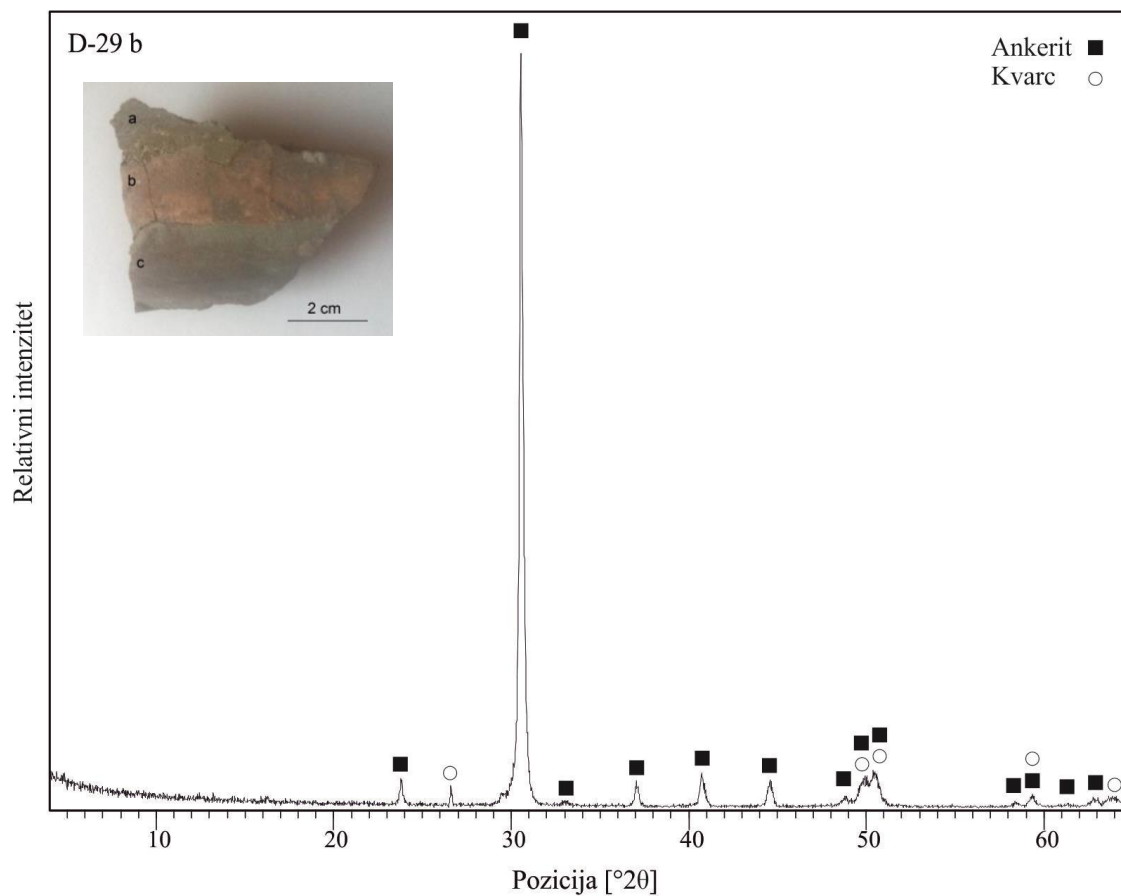 D-29 b
Ankerit
Kvarc
a
b
c
2 cm
Relativni intenzitet
10 20 30 40 50 60
Pozicija [°2θ]